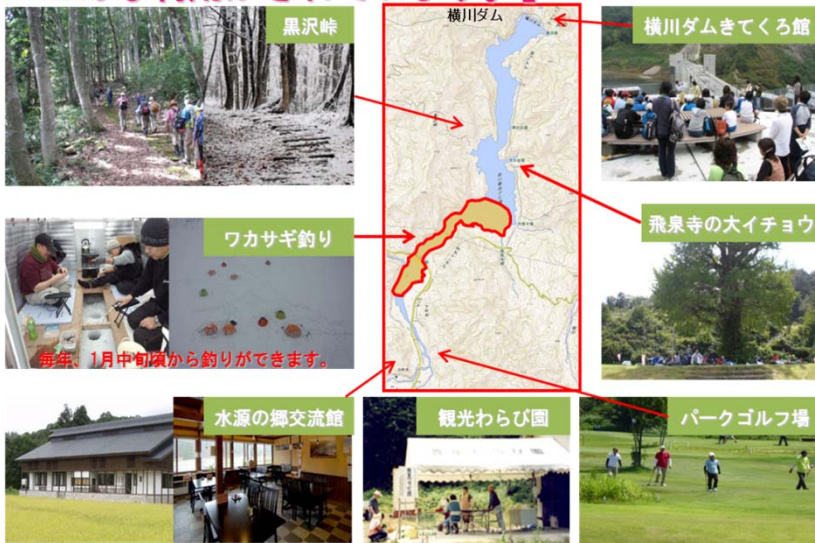 黒沢峠
横川ダム
横川ダムきてくろ館
ワカサギ釣り
飛泉寺の大イチョウ
毎年、1月中旬頃から釣りができます。
水源の郷交流館
観光わらび園
パークゴルフ場